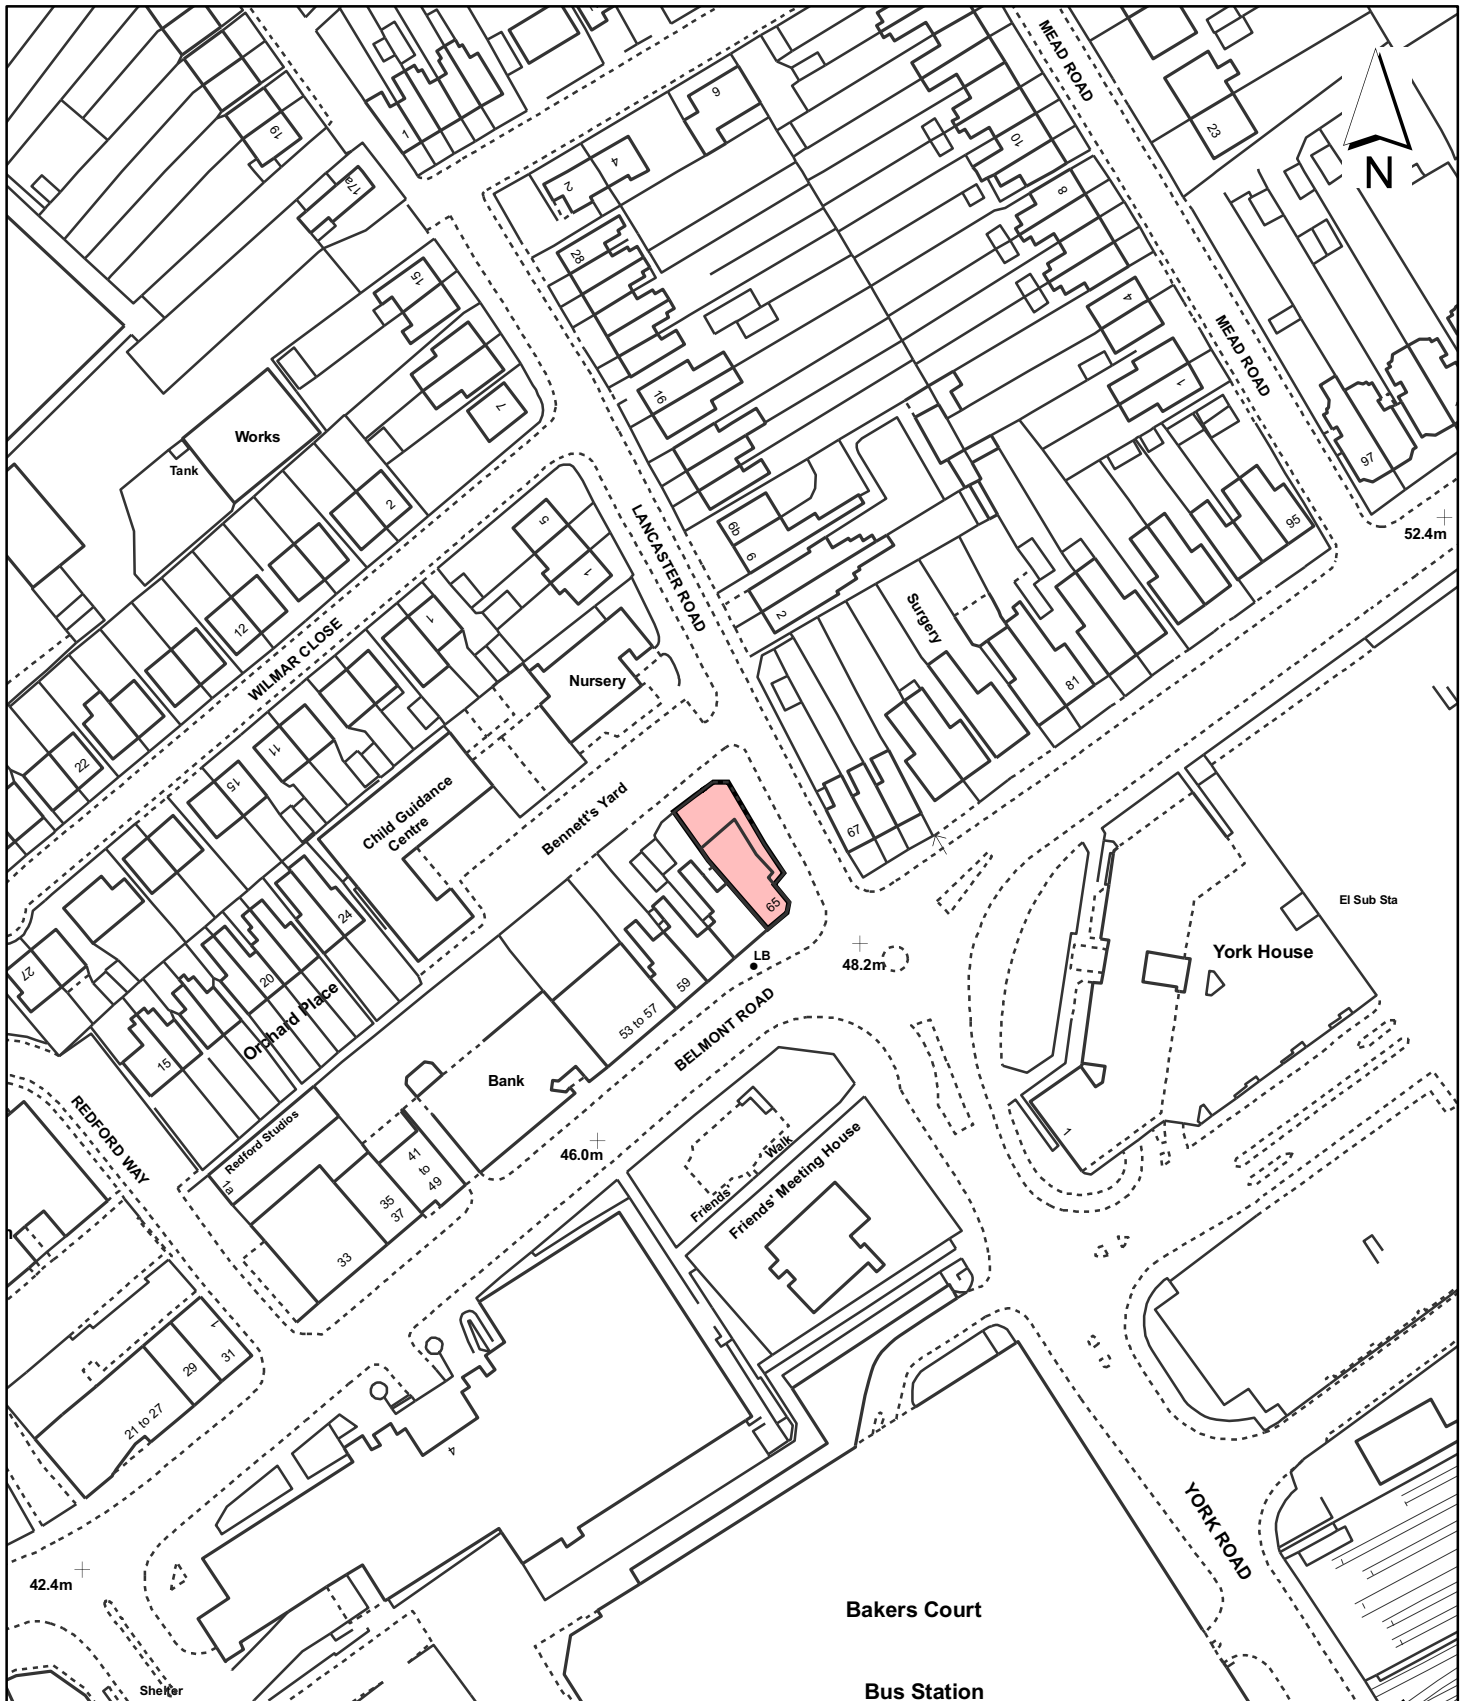 MEAD ROAD
N
19
1
17a
2
4
6
10
23
8
28
15
4
MEAD ROAD
1
16
7
Works
Tank
2
97
95
52.4m
5
1
6b
6
LANCASTER ROAD
2
Surgery
12
1
WILMAR CLOSE
Nursery
81
22
11
15
Child Guidance
Centre
Bennett's Yard
67
65
El Sub Sta
York House
24
20
27
Orchard Place
15
LB
48.2m
59
53 to 57
BELMONT ROAD
Bank
REDFORD WAY
Redford Studios
1a
41
to
49
35
37
33
46.0m
Friends'
Walk
Friends' Meeting House
1
1
31
29
21 to 27
4
YORK ROAD
42.4m
Shelter
Bakers Court
Bus Station